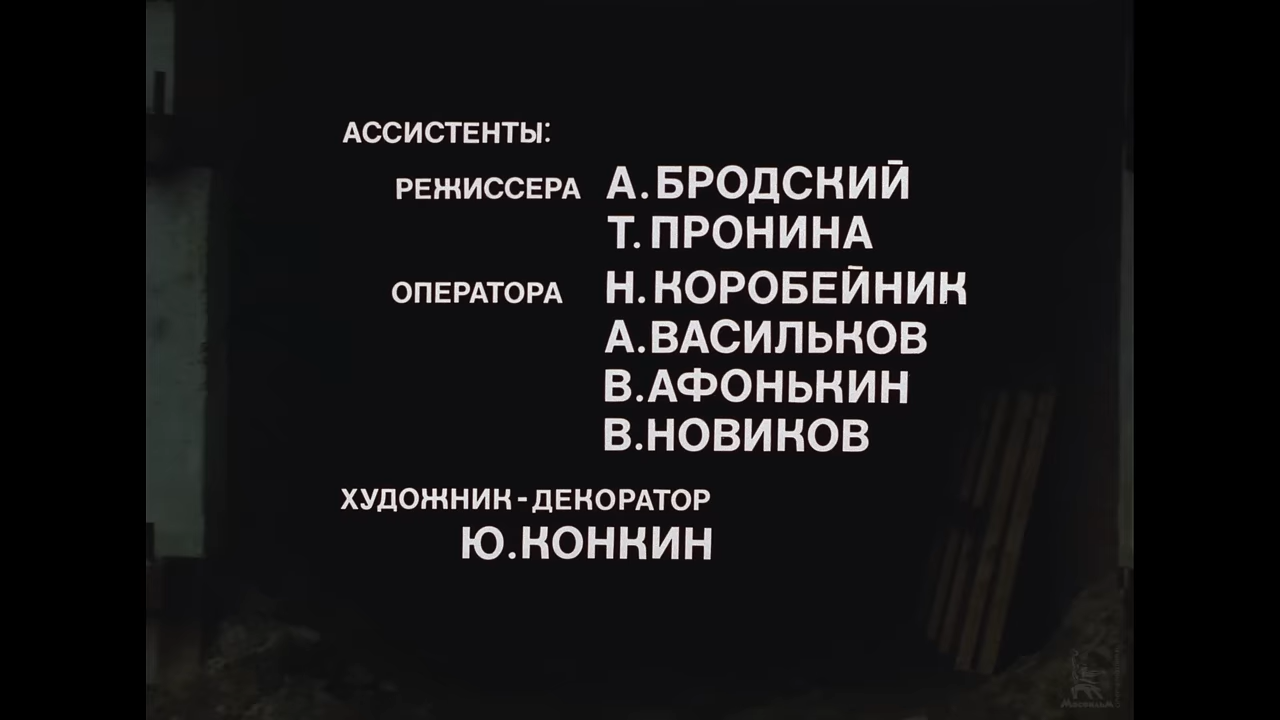 АССИСТЕНТЫ:
РЕЖИССЕРА А.БРОДСКИЙ
Т.ПРОНИНА
ОПЕРАТОРА Н.КОРОБЕЙНИК
А.ВАСИЛЬКОВ
В.АФОНЬКИН
В.НОВИКОВ
ХУДОЖНИК-ДЕКОРАТОР
Ю.КОНКИН